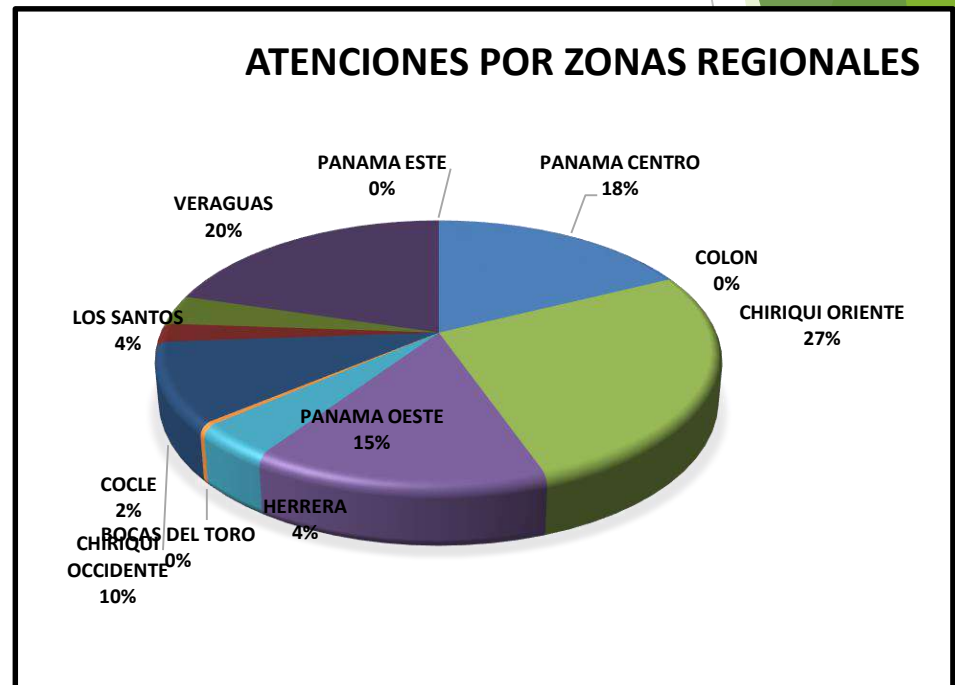 ATENCIONES POR ZONAS REGIONALES
PANAMA ESTE
0%
PANAMA CENTRO
18%
VERAGUAS
20%
COLON
0%
CHIRIQUI ORIENTE
27%
LOS SANTOS
4%
PANAMA OESTE
15%
COCLE
2%
HERRERA
4%
BOCAS DEL TORO
0%
CHIRIQUI
OCCIDENTE
10%